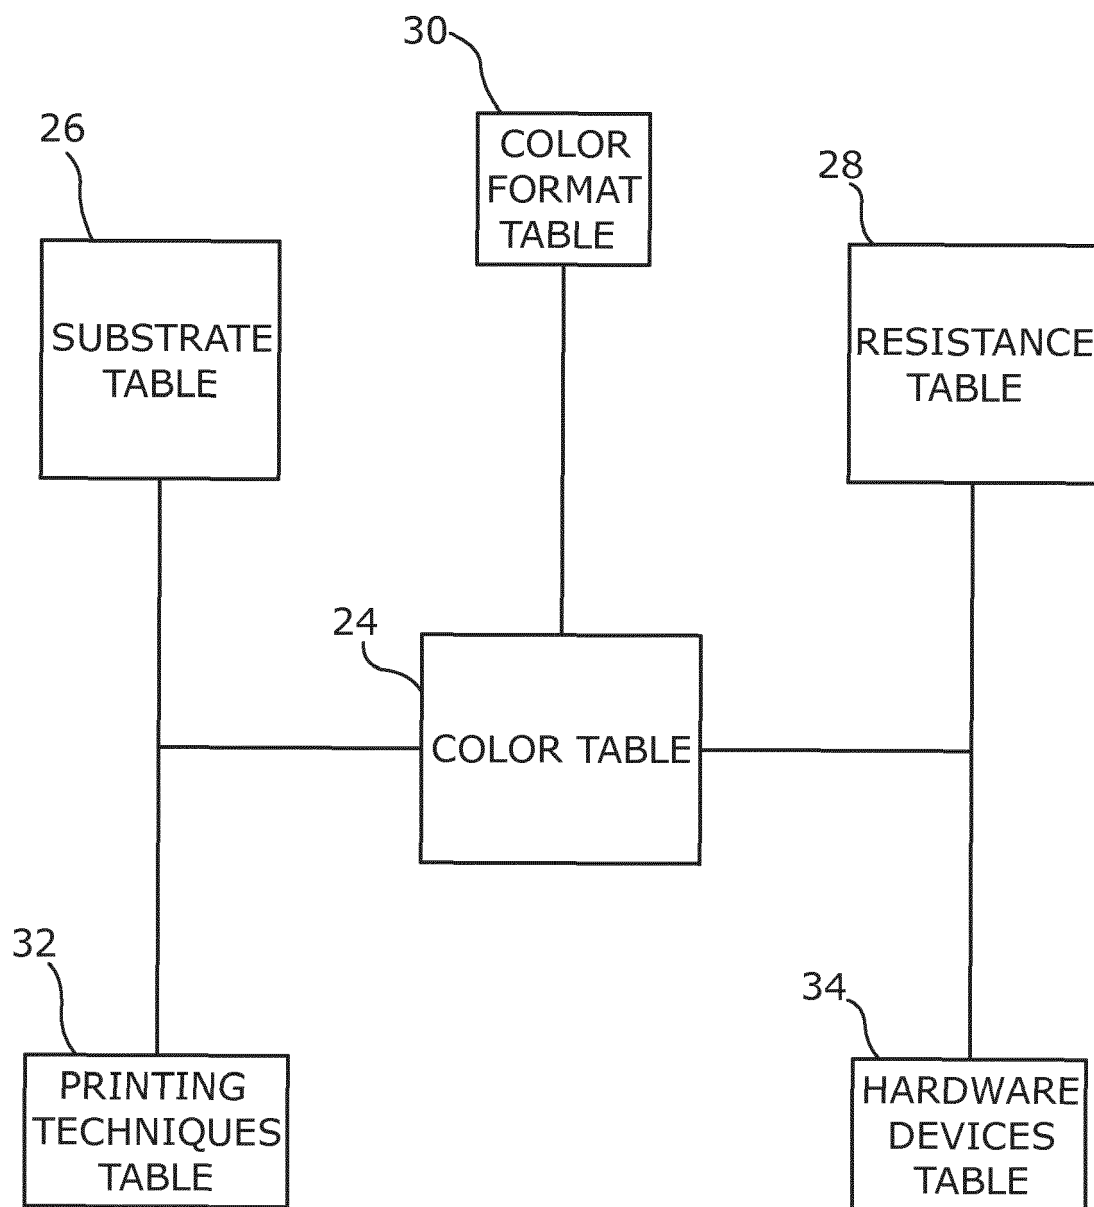 30
COLOR
FORMAT
TABLE
26
SUBSTRATE
TABLE
28
RESISTANCE
TABLE
24
COLOR TABLE
32
PRINTING
TECHNIQUES
TABLE
34
HARDWARE
DEVICES
TABLE